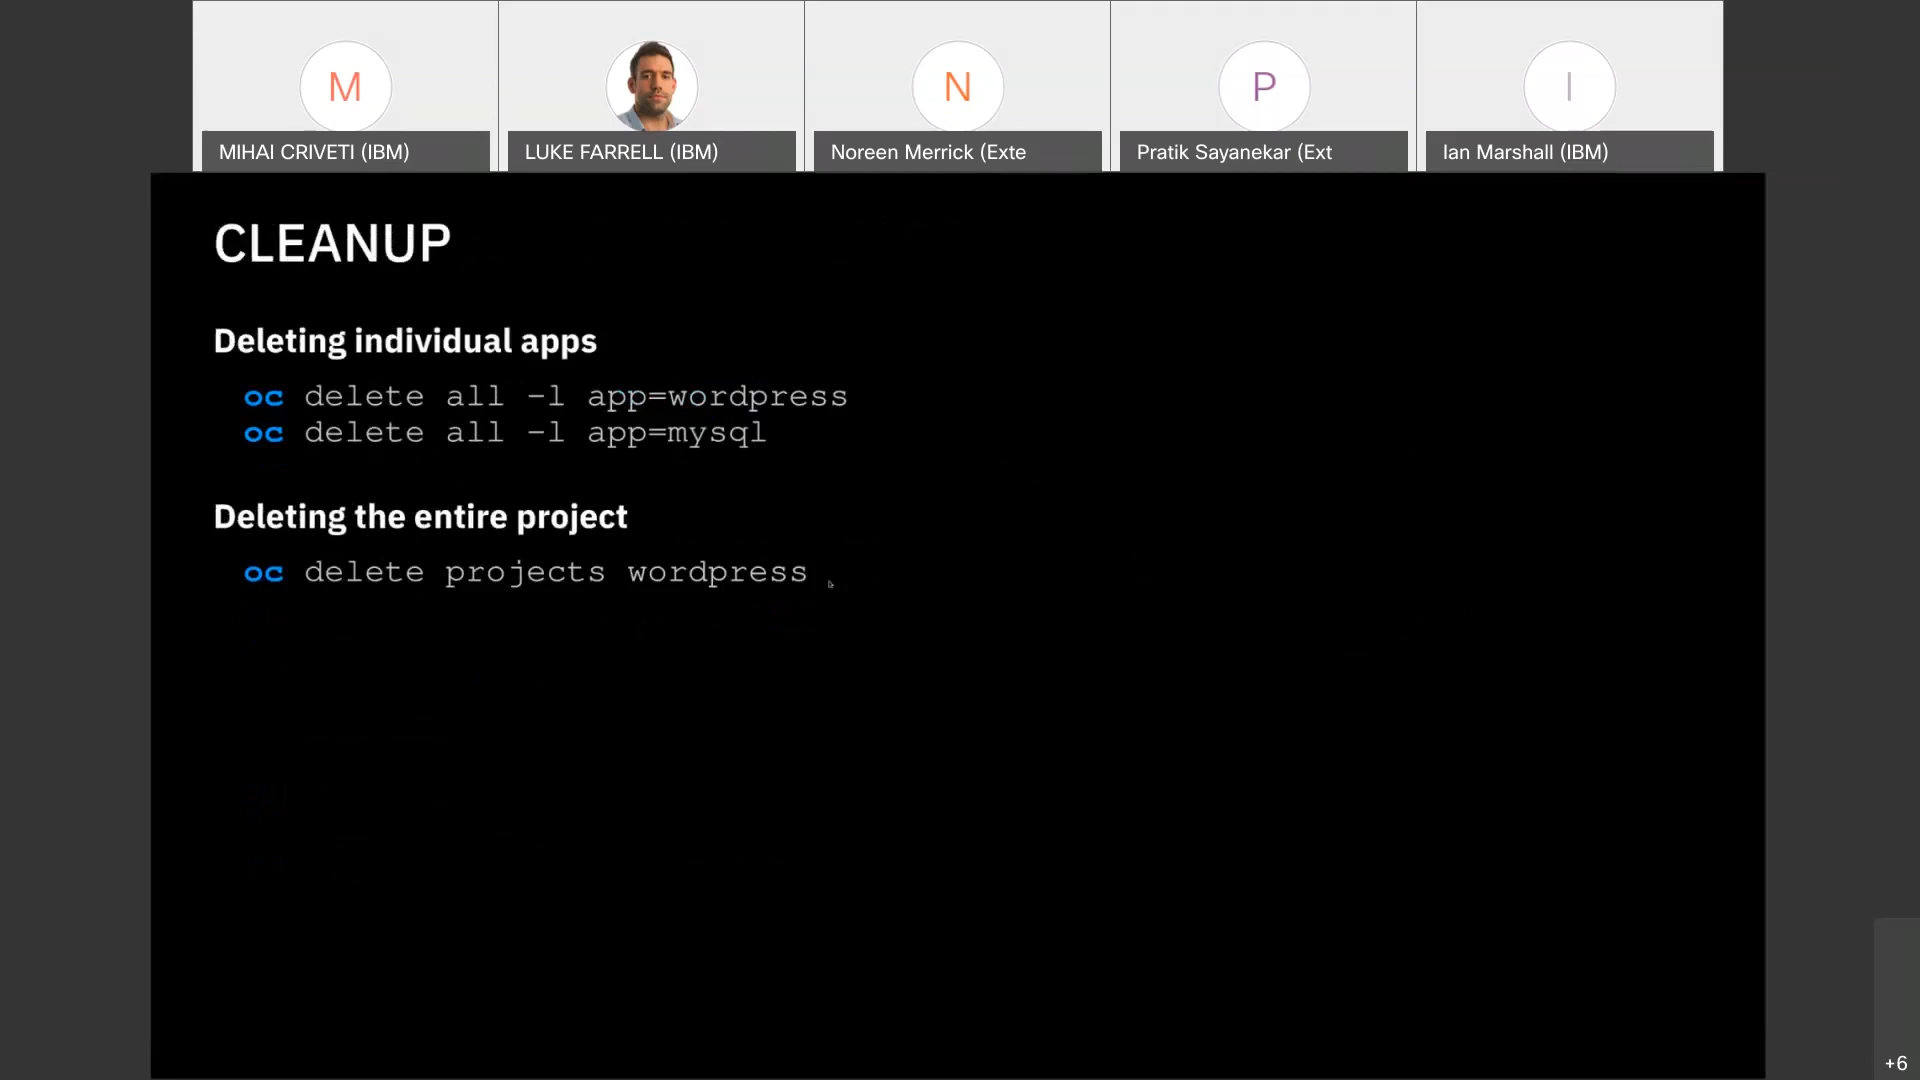 M
N
P
I
MIHAI CRIVETI (IBM)
LUKE FARRELL (IBM)
Noreen Merrick (Exte
Pratik Sayanekar (Ext
Ian Marshall (IBM)
CLEANUP
Deleting individual apps
oc delete all -l app=wordpress
oc delete all -l app=mysql
Deleting the entire project
oc delete projects wordpress
+6